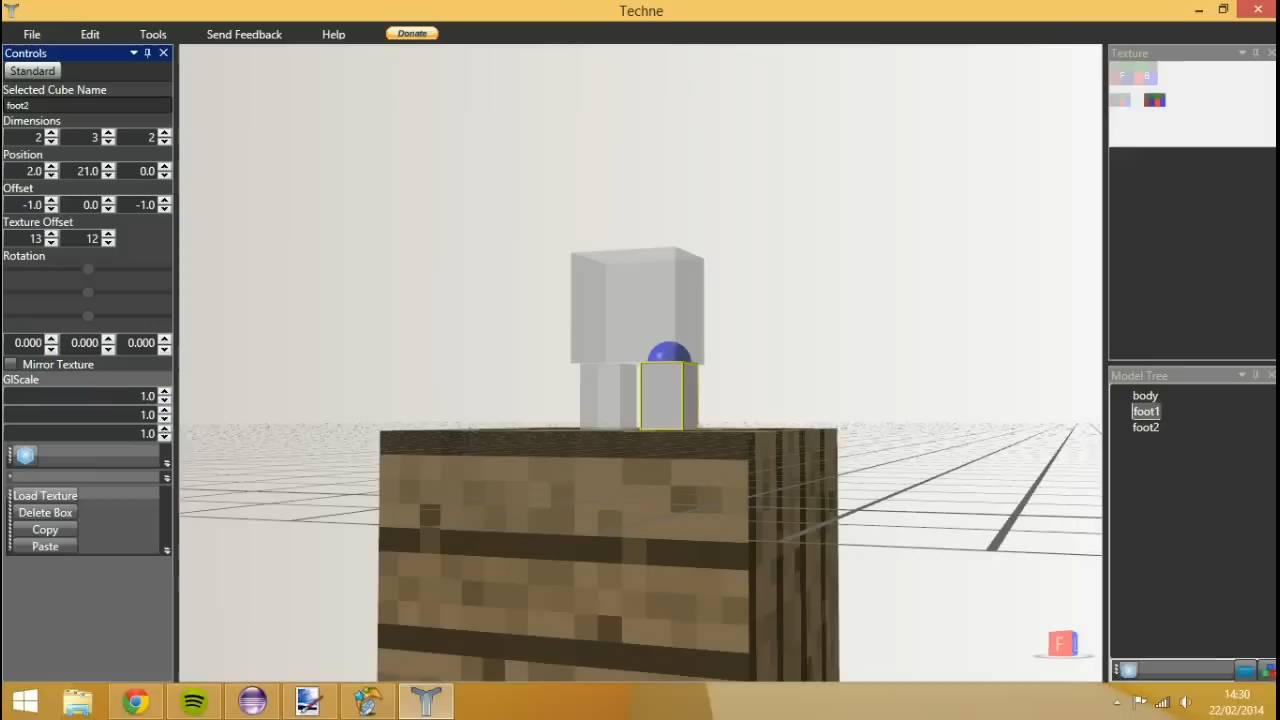 Techne
File Edit Tools Send Feedback Help Donate
Controls
Standard
Selected Cube Name
foot2
Dimensions
2 3 2
Position
2.0 21.0 0.0
Offset
-1.0 0.0 -1.0
Texture Offset
13 12
Rotation
0.000 0.000 0.000
Mirror Texture
GlScale
1.0
1.0
1.0
Load Texture
Delete Box
Copy
Paste
Texture
F B
Model Tree
body
foot1
foot2
F
14:30
22/02/2014